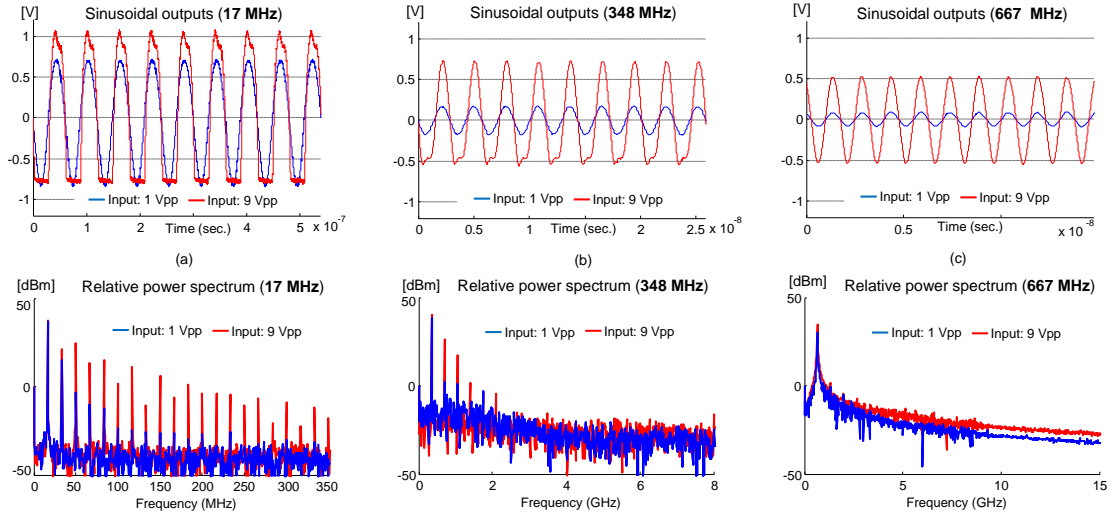 [V] Sinusoidal outputs (17 MHz)
1
0.5
0
-0.5
-1
Input: 1 Vpp Input: 9 Vpp
0 1 2 3 4 5 x 10^-7
Time (sec.)
(a)
[V] Sinusoidal outputs (348 MHz)
1
0.5
0
-0.5
-1
Input: 1 Vpp Input: 9 Vpp
0 0.5 1 1.5 2 2.5 x 10^-8
Time (sec.)
(b)
[V] Sinusoidal outputs (667 MHz)
1
0.5
0
-0.5
-1
Input: 1 Vpp Input: 9 Vpp
0 0.5 1 x 10^-8
Time (sec.)
(c)
[dBm] Relative power spectrum (17 MHz)
50
Input: 1 Vpp Input: 9 Vpp
0
-50
0 50 100 150 200 250 300 350
Frequency (MHz)
[dBm] Relative power spectrum (348 MHz)
50
Input: 1 Vpp Input: 9 Vpp
0
-50
0 2 4 6 8
Frequency (GHz)
[dBm] Relative power spectrum (667 MHz)
50
Input: 1 Vpp Input: 9 Vpp
0
-50
0 5 10 15
Frequency (GHz)